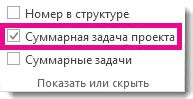 Номер в структуре
Суммарная задача проекта
Суммарные задачи
Показать или скрыть